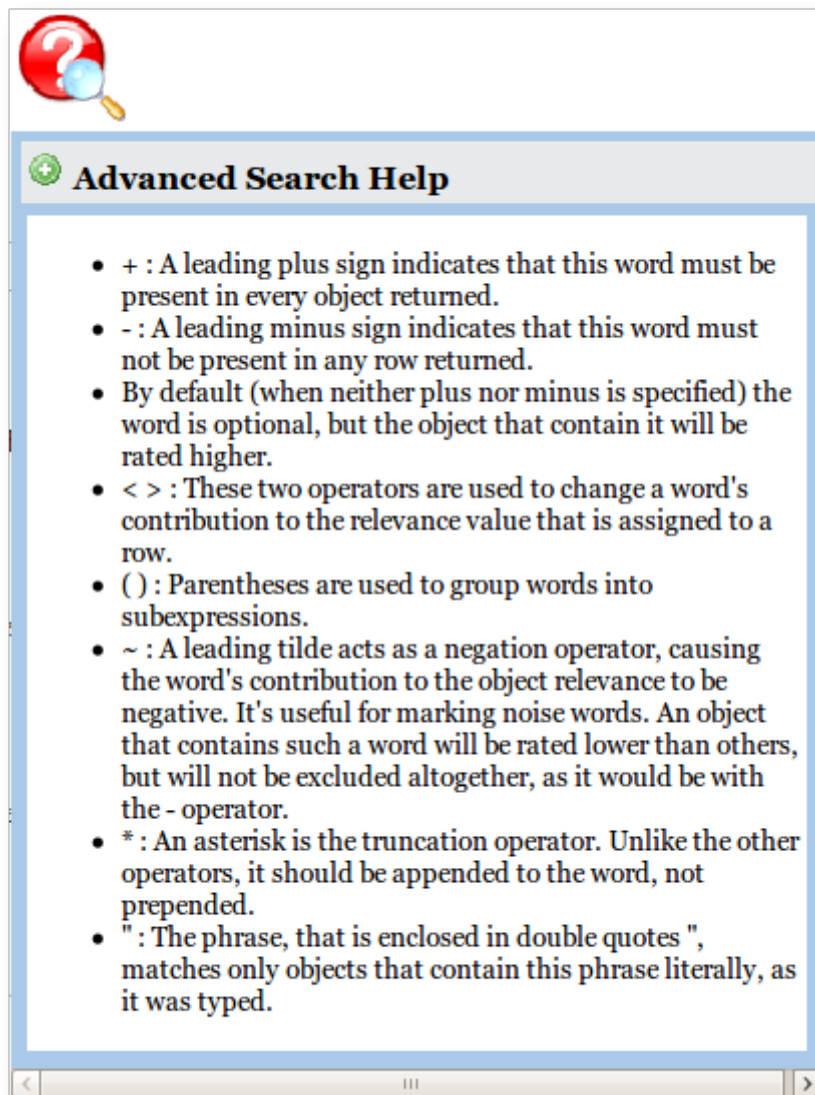 Advanced Search Help
• + : A leading plus sign indicates that this word must be
present in every object returned.
• - : A leading minus sign indicates that this word must
not be present in any row returned.
• By default (when neither plus nor minus is specified) the
word is optional, but the object that contain it will be
rated higher.
• < > : These two operators are used to change a word's
contribution to the relevance value that is assigned to a
row.
• ( ) : Parentheses are used to group words into
subexpressions.
• ~ : A leading tilde acts as a negation operator, causing
the word's contribution to the object relevance to be
negative. It's useful for marking noise words. An object
that contains such a word will be rated lower than others,
but will not be excluded altogether, as it would be with
the - operator.
• * : An asterisk is the truncation operator. Unlike the other
operators, it should be appended to the word, not
prepended.
• " : The phrase, that is enclosed in double quotes ",
matches only objects that contain this phrase literally, as
it was typed.